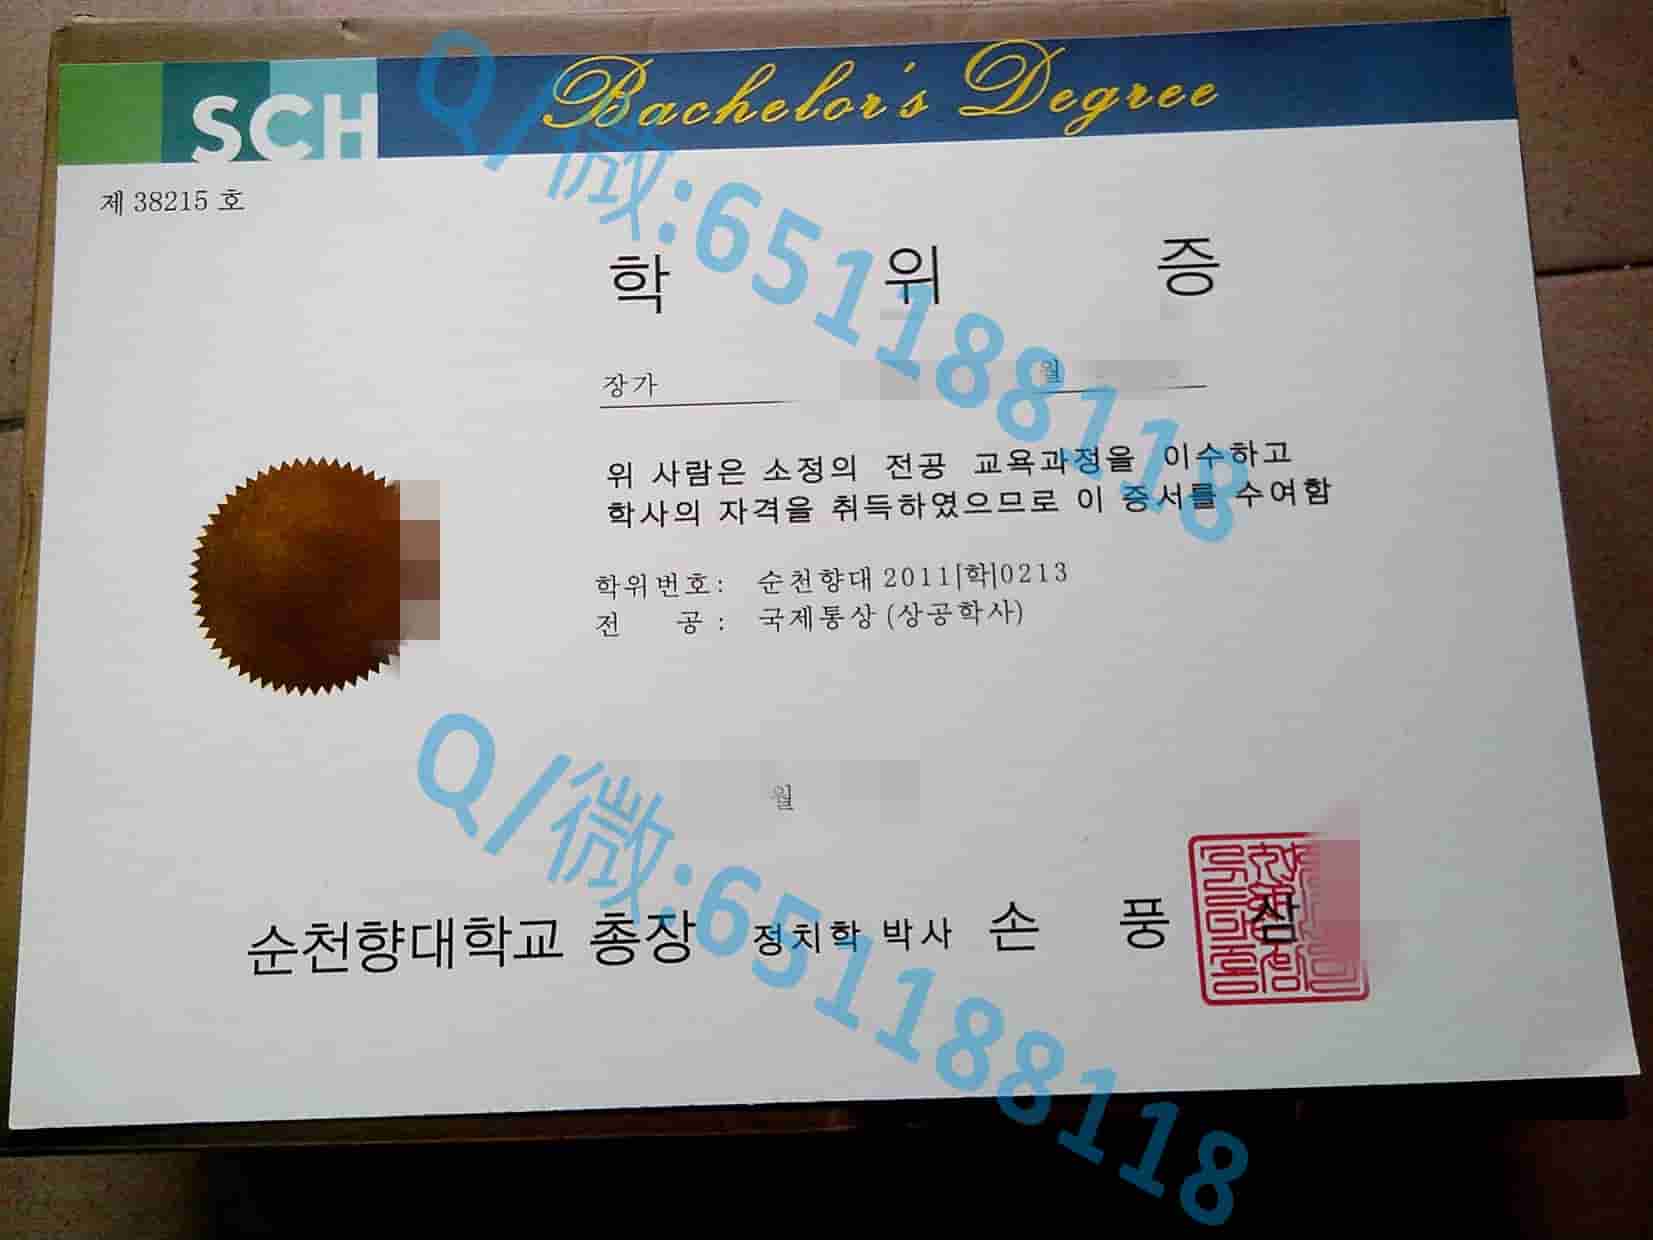 SCH
Bachelor's Degree
제 38215 호
학 위 증
장가 월
위 사람은 소정의 전공 교육과정을 이수하고
학사의 자격을 취득하였으므로 이 증서를 수여함
학위번호: 순천향대 2011|학|0213
전 공 : 국제통상 (상공학사)
월
순천향대학교 총장 정치학 박사 손 풍 삼
Q/微:651188118
Q/微:651188118